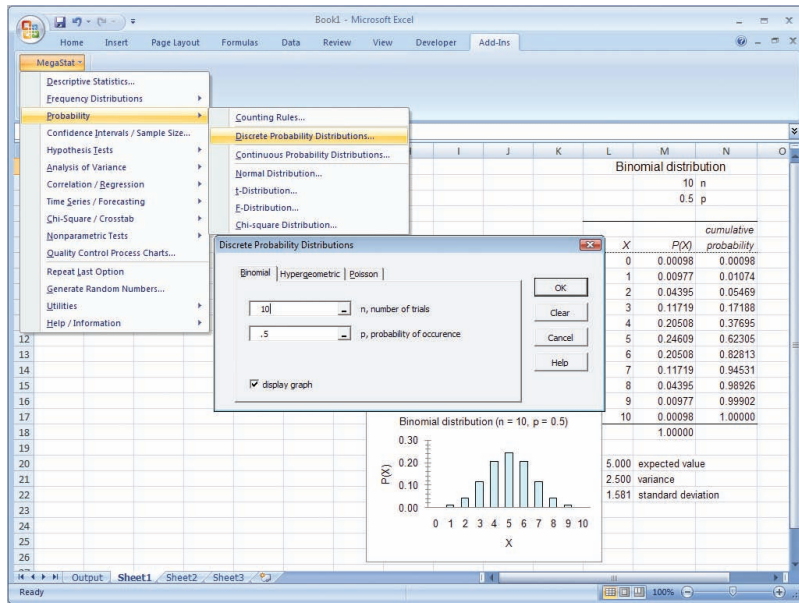 Book1 - Microsoft Excel
Home Insert Page Layout Formulas Data Review View Developer Add-Ins
MegaStat
Descriptive Statistics...
Frequency Distributions
Probability
Confidence Intervals / Sample Size...
Hypothesis Tests
Analysis of Variance
Correlation / Regression
Time Series / Forecasting
Chi-Square / Crosstab
Nonparametric Tests
Quality Control Process Charts...
Repeat Last Option
Generate Random Numbers...
Utilities
Help / Information
Counting Rules...
Discrete Probability Distributions...
Continuous Probability Distributions...
Normal Distribution...
t-Distribution...
F-Distribution...
Chi-square Distribution...
I J K L M N O
Binomial distribution
10 n
0.5 p
cumulative
X P(X) probability
0 0.00098 0.00098
1 0.00977 0.01074
2 0.04395 0.05469
3 0.11719 0.17188
4 0.20508 0.37695
5 0.24609 0.62305
6 0.20508 0.82813
7 0.11719 0.94531
8 0.04395 0.98926
9 0.00977 0.99902
10 0.00098 1.00000
1.00000
5.000 expected value
2.500 variance
1.581 standard deviation
Discrete Probability Distributions
Binomial Hypergeometric Poisson
10 n, number of trials
.5 p, probability of occurence
display graph
OK
Clear
Cancel
Help
12
13
14
15
16
17
18
19
20
21
22
23
24
25
26
Binomial distribution (n = 10, p = 0.5)
0.30
0.20
0.10
0.00
P(X)
0 1 2 3 4 5 6 7 8 9 10
X
Output Sheet1 Sheet2 Sheet3
Ready
100%